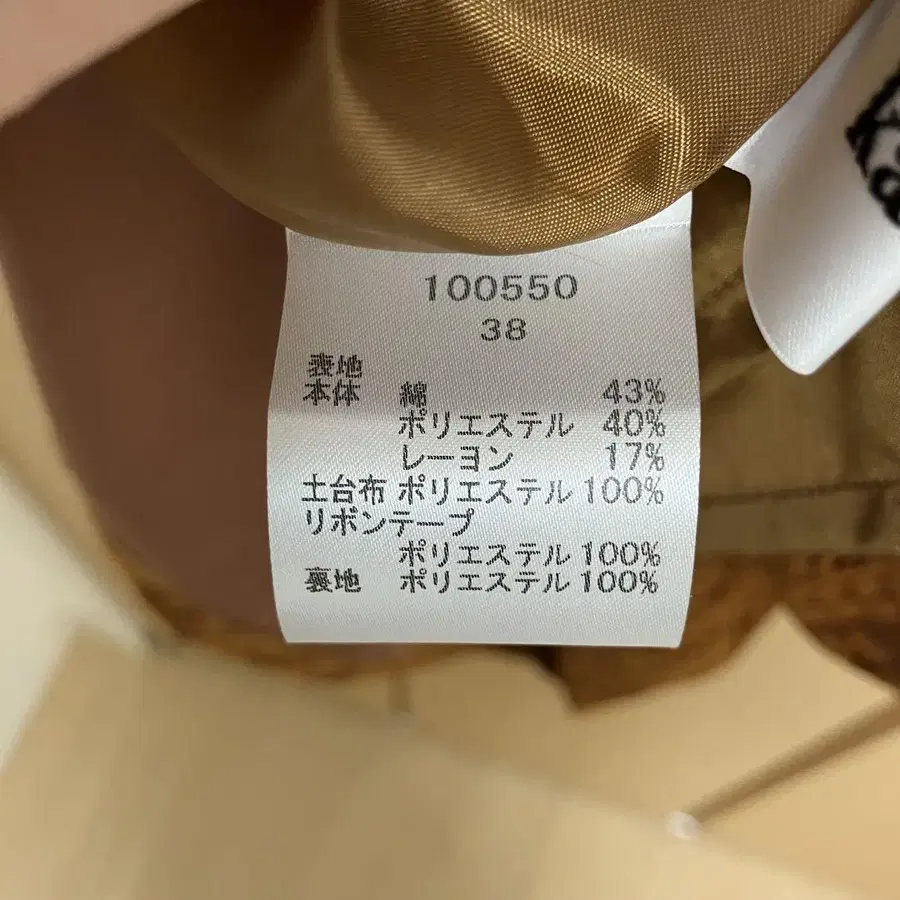 100550
38
表地
本体 綿 43%
ポリエステル 40%
レーヨン 17%
土台布 ポリエステル 100%
リボンテープ
ポリエステル 100%
裏地 ポリエステル 100%